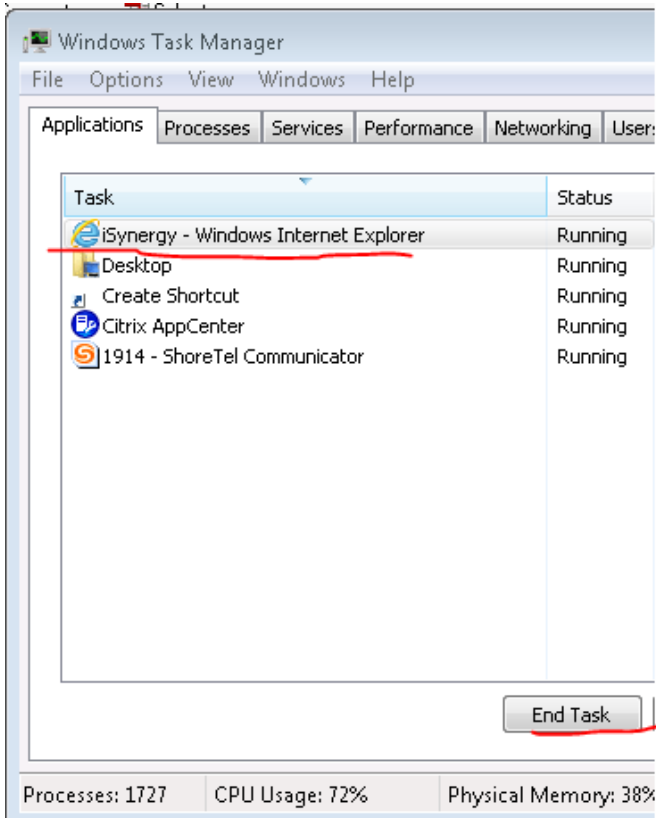 Windows Task Manager
File Options View Windows Help
Applications Processes Services Performance Networking Users
Task Status
iSynergy - Windows Internet Explorer Running
Desktop Running
Create Shortcut Running
Citrix AppCenter Running
1914 - ShoreTel Communicator Running
End Task
Processes: 1727 CPU Usage: 72% Physical Memory: 38%